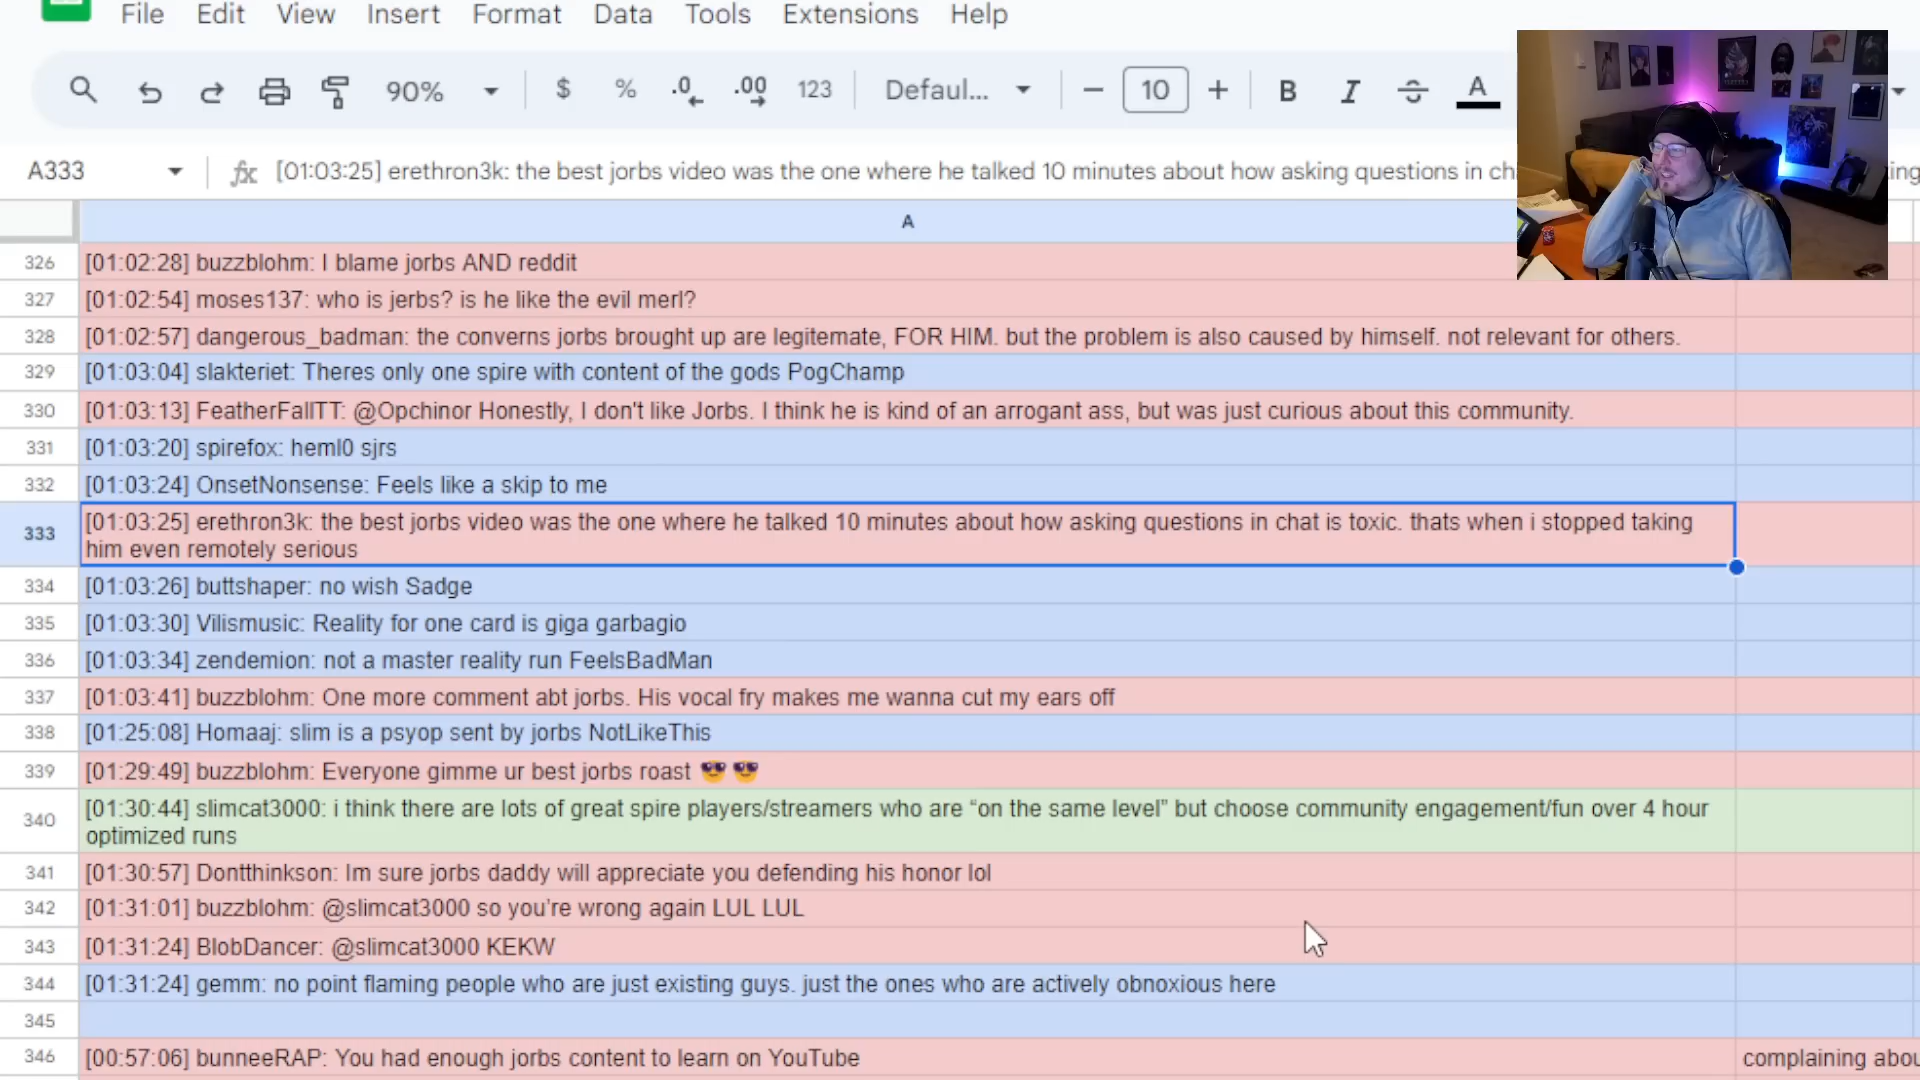 File Edit View Insert Format Data Tools Extensions Help
90% $ % .0 .00 123 Defaul... 10 B I A
A333 fx [01:03:25] erethron3k: the best jorbs video was the one where he talked 10 minutes about how asking questions in ch
A
326 [01:02:28] buzzblohm: I blame jorbs AND reddit
327 [01:02:54] moses137: who is jerbs? is he like the evil merl?
328 [01:02:57] dangerous_badman: the converns jorbs brought up are legitemate, FOR HIM. but the problem is also caused by himself. not relevant for others.
329 [01:03:04] slakteriet: Theres only one spire with content of the gods PogChamp
330 [01:03:13] FeatherFallTT: @Opchinor Honestly, I don't like Jorbs. I think he is kind of an arrogant ass, but was just curious about this community.
331 [01:03:20] spirefox: heml0 sjrs
332 [01:03:24] OnsetNonsense: Feels like a skip to me
333 [01:03:25] erethron3k: the best jorbs video was the one where he talked 10 minutes about how asking questions in chat is toxic. thats when i stopped taking
him even remotely serious
334 [01:03:26] buttshaper: no wish Sadge
335 [01:03:30] Vilismusic: Reality for one card is giga garbagio
336 [01:03:34] zendemion: not a master reality run FeelsBadMan
337 [01:03:41] buzzblohm: One more comment abt jorbs. His vocal fry makes me wanna cut my ears off
338 [01:25:08] Homaaj: slim is a psyop sent by jorbs NotLikeThis
339 [01:29:49] buzzblohm: Everyone gimme ur best jorbs roast 😎 😎
340 [01:30:44] slimcat3000: i think there are lots of great spire players/streamers who are “on the same level” but choose community engagement/fun over 4 hour
optimized runs
341 [01:30:57] Dontthinkson: Im sure jorbs daddy will appreciate you defending his honor lol
342 [01:31:01] buzzblohm: @slimcat3000 so you’re wrong again LUL LUL
343 [01:31:24] BlobDancer: @slimcat3000 KEKW
344 [01:31:24] gemm: no point flaming people who are just existing guys. just the ones who are actively obnoxious here
345
346 [00:57:06] bunneeRAP: You had enough jorbs content to learn on YouTube complaining abou